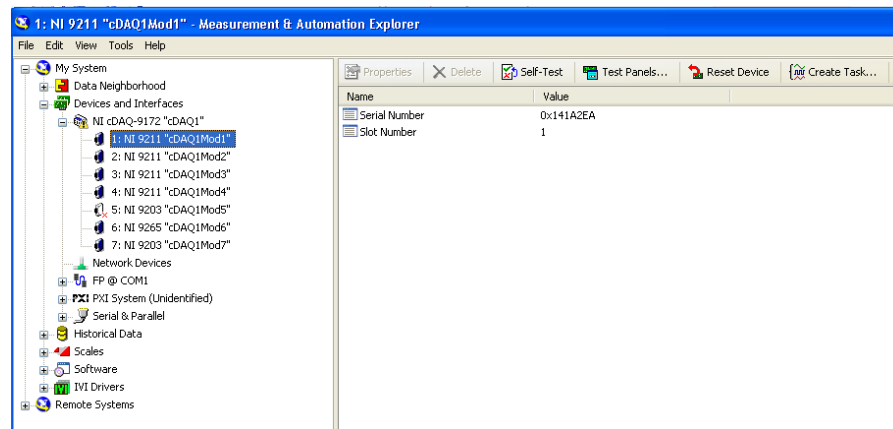 1: NI 9211 "cDAQ1Mod1" - Measurement & Automation Explorer
File Edit View Tools Help
My System
Data Neighborhood
Devices and Interfaces
NI cDAQ-9172 "cDAQ1"
1: NI 9211 "cDAQ1Mod1"
2: NI 9211 "cDAQ1Mod2"
3: NI 9211 "cDAQ1Mod3"
4: NI 9211 "cDAQ1Mod4"
5: NI 9203 "cDAQ1Mod5"
6: NI 9265 "cDAQ1Mod6"
7: NI 9203 "cDAQ1Mod7"
Network Devices
FP @ COM1
PXI PXI System (Unidentified)
Serial & Parallel
Historical Data
Scales
Software
IVI IVI Drivers
Remote Systems
Properties Delete Self-Test Test Panels... Reset Device Create Task...
Name Value
Serial Number 0x141A2EA
Slot Number 1